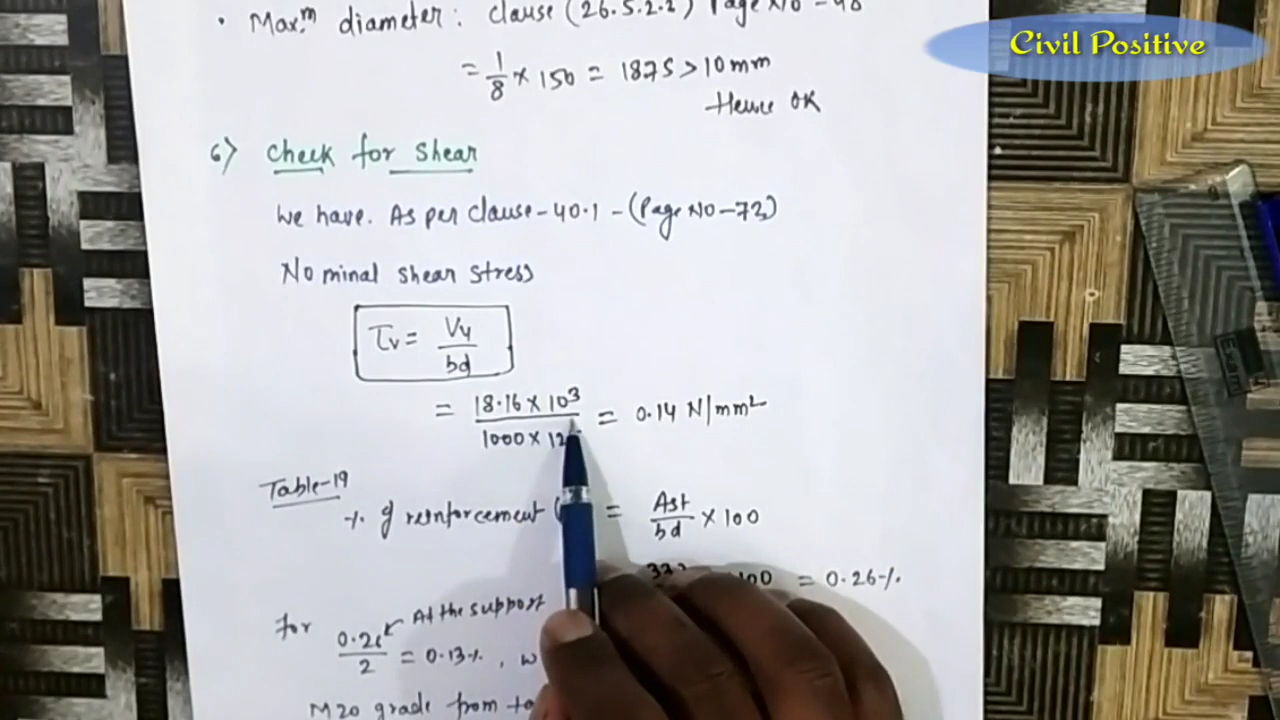 • Max.m diameter: Clause (26.5.2.2) Page No - 48
Civil Positive
= 1/8 × 150 = 1875 > 10 mm
Hence OK
6) Check for shear
We have. As per clause-40.1 - (Page No-72)
Nominal shear stress
τv = Vu/bd
= 18.16 × 10³ / 1000 × 12 = 0.14 N/mm²
Table-19
% of reinforcement ( = Ast/bd × 100
100 = 0.26%
For 0.26/2 = 0.13%, w
At the support
M20 grade from ta